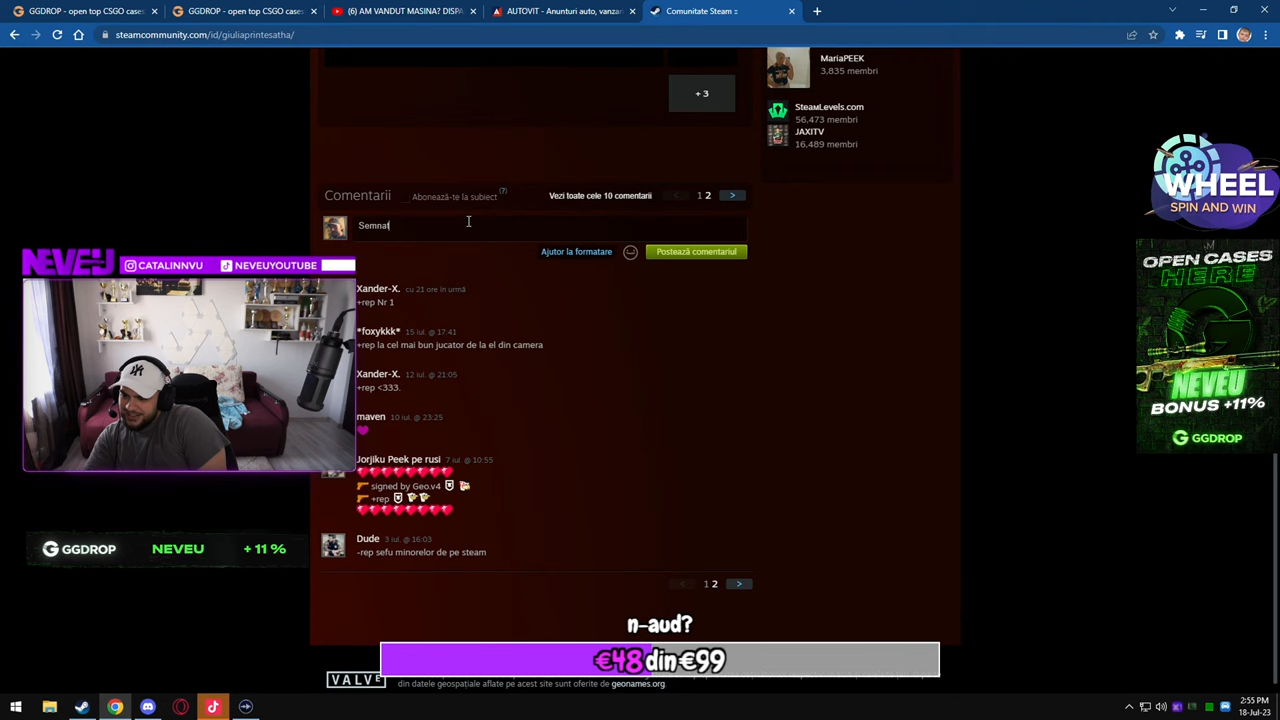 GGDROP - open top CSGO cases
GGDROP - open top CSGO cases
(6) AM VANDUT MASINA? DISPA
AUTOVIT - Anunturi auto, vanzar
Comunitate Steam ::
steamcommunity.com/id/giuliaprintesatha/
MariaPEEK
3,835 membri
+ 3
SteamLevels.com
56,473 membri
JAXITV
16,489 membri
Comentarii
Abonează-te la subiect (?)
Vezi toate cele 10 comentarii
< 1 2 >
Semnat
Ajutor la formatare
Postează comentariul
WHEEL
SPIN AND WIN
NEVEU
CATALINNVU
NEVEUYOUTUBE
OPEN CASES
HERE
NEVEU
BONUS +11%
GGDROP
Xander-X. cu 21 ore în urmă
+rep Nr 1
*foxykkk* 15 iul. @ 17:41
+rep la cel mai bun jucator de la el din camera
Xander-X. 12 iul. @ 21:05
+rep <333.
maven 10 iul. @ 23:25
Jorjiku Peek pe rusi 7 iul. @ 10:55
signed by Geo.v4
+rep
Dude 3 iul. @ 16:03
-rep sefu minorelor de pe steam
GGDROP NEVEU + 11 %
< 1 2 >
n-aud?
€48 din €99
VALVE
din datele geospațiale aflate pe acest site sunt oferite de geonames.org.
2:55 PM
18-Jul-23